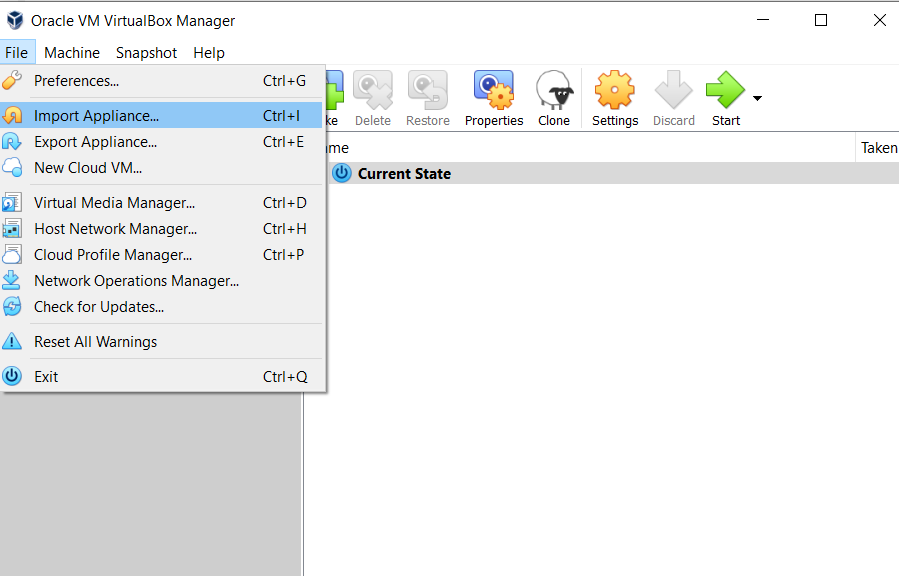 Oracle VM VirtualBox Manager
File Machine Snapshot Help
Preferences... Ctrl+G
Import Appliance... Ctrl+I
Export Appliance... Ctrl+E
New Cloud VM...
Virtual Media Manager... Ctrl+D
Host Network Manager... Ctrl+H
Cloud Profile Manager... Ctrl+P
Network Operations Manager...
Check for Updates...
Reset All Warnings
Exit Ctrl+Q
ke Delete Restore Properties Clone Settings Discard Start
me Taken
Current State